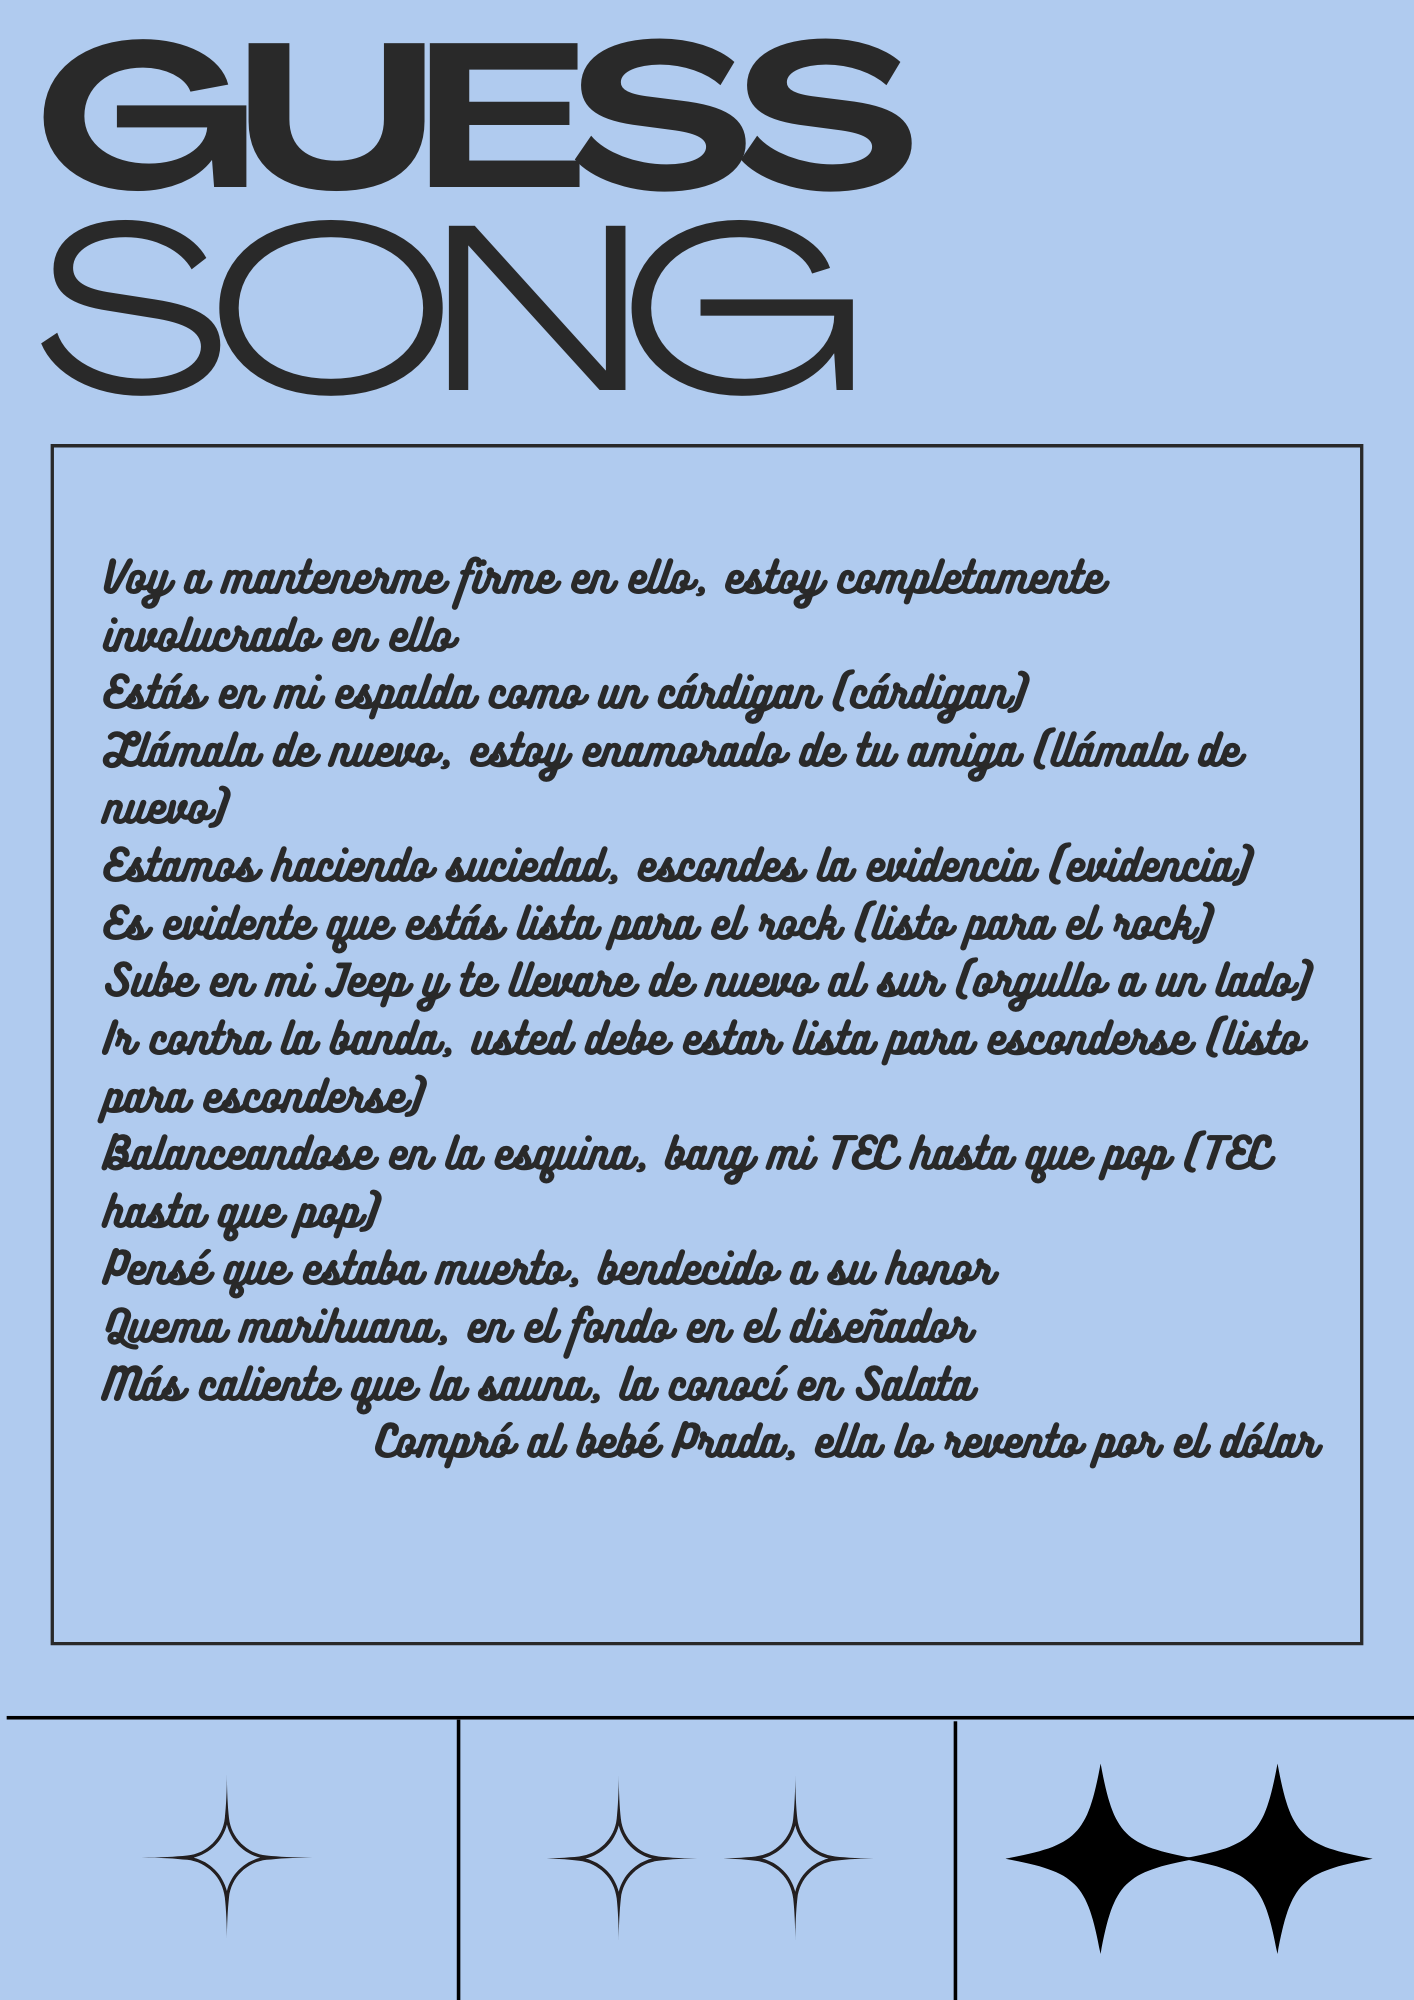 GUESS
SONG
Voy a mantenerme firme en ello, estoy completamente
involucrado en ello
Estás en mi espalda como un cárdigan (cárdigan)
Llámala de nuevo, estoy enamorado de tu amiga (llámala de
nuevo)
Estamos haciendo suciedad, escondes la evidencia (evidencia)
Es evidente que estás lista para el rock (listo para el rock)
Sube en mi Jeep y te llevare de nuevo al sur (orgullo a un lado)
Ir contra la banda, usted debe estar lista para esconderse (listo
para esconderse)
Balanceandose en la esquina, bang mi TEC hasta que pop (TEC
hasta que pop)
Pensé que estaba muerto, bendecido a su honor
Quema marihuana, en el fondo en el diseñador
Más caliente que la sauna, la conocí en Salata
Compró al bebé Prada, ella lo revento por el dólar